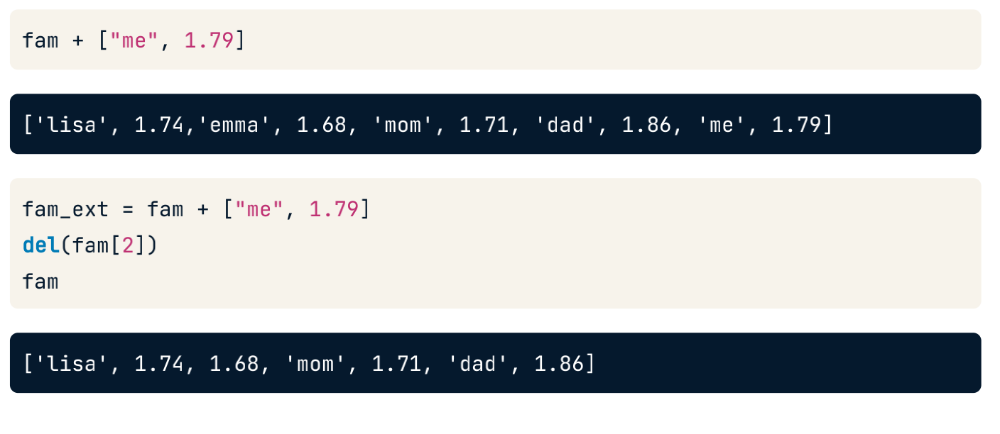 fam + ["me", 1.79]
['lisa', 1.74,'emma', 1.68, 'mom', 1.71, 'dad', 1.86, 'me', 1.79]
fam_ext = fam + ["me", 1.79]
del(fam[2])
fam
['lisa', 1.74, 1.68, 'mom', 1.71, 'dad', 1.86]